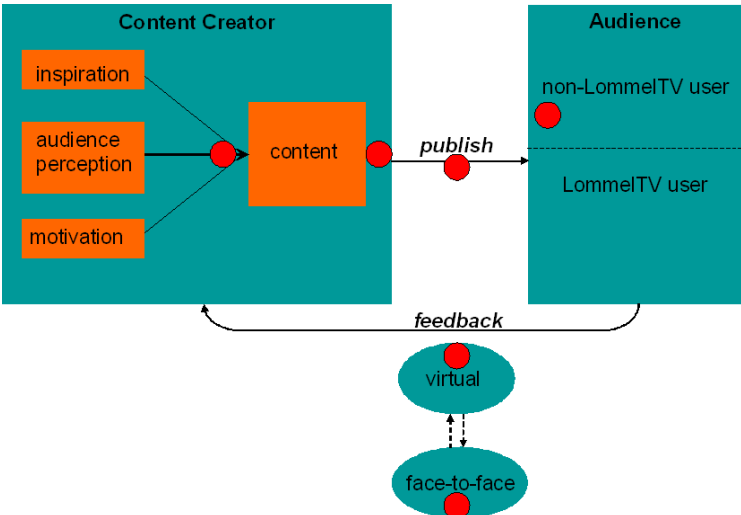 Content Creator
inspiration
audience
perception
motivation
content
publish
Audience
non-LommelTV user
LommelTV user
feedback
virtual
face-to-face